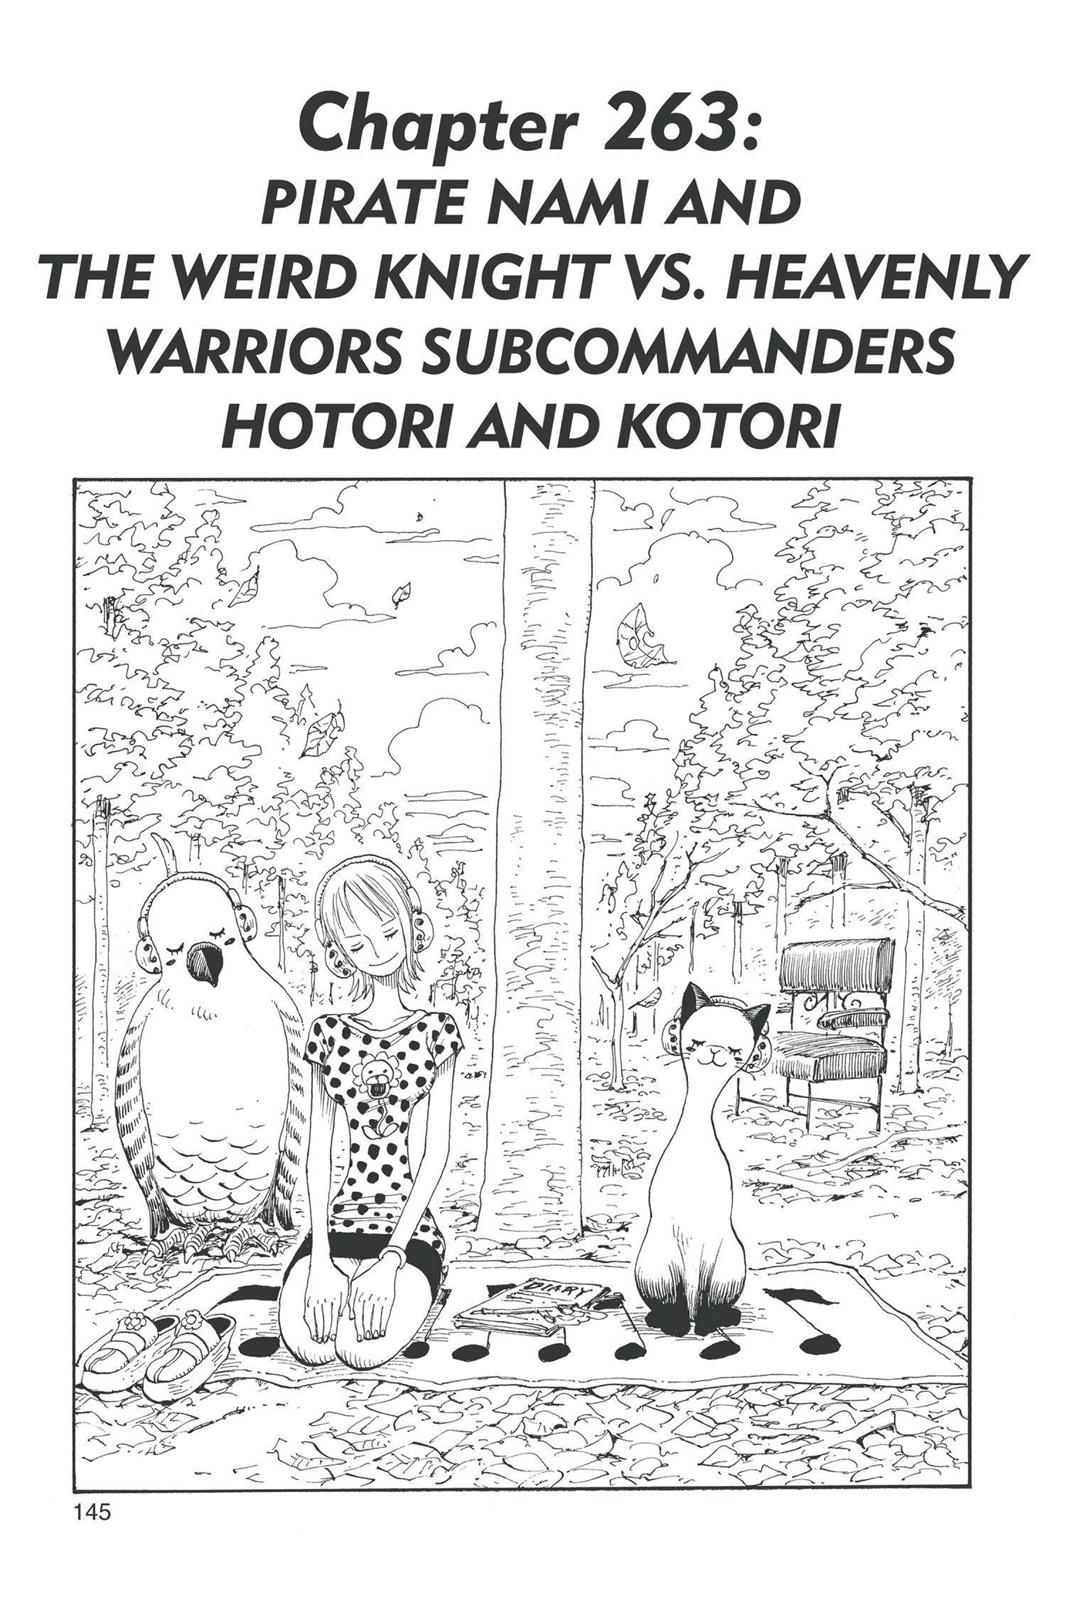 Chapter 263:
PIRATE NAMI AND
THE WEIRD KNIGHT VS. HEAVENLY
WARRIORS SUBCOMMANDERS
HOTORI AND KOTORI
DIARY
145